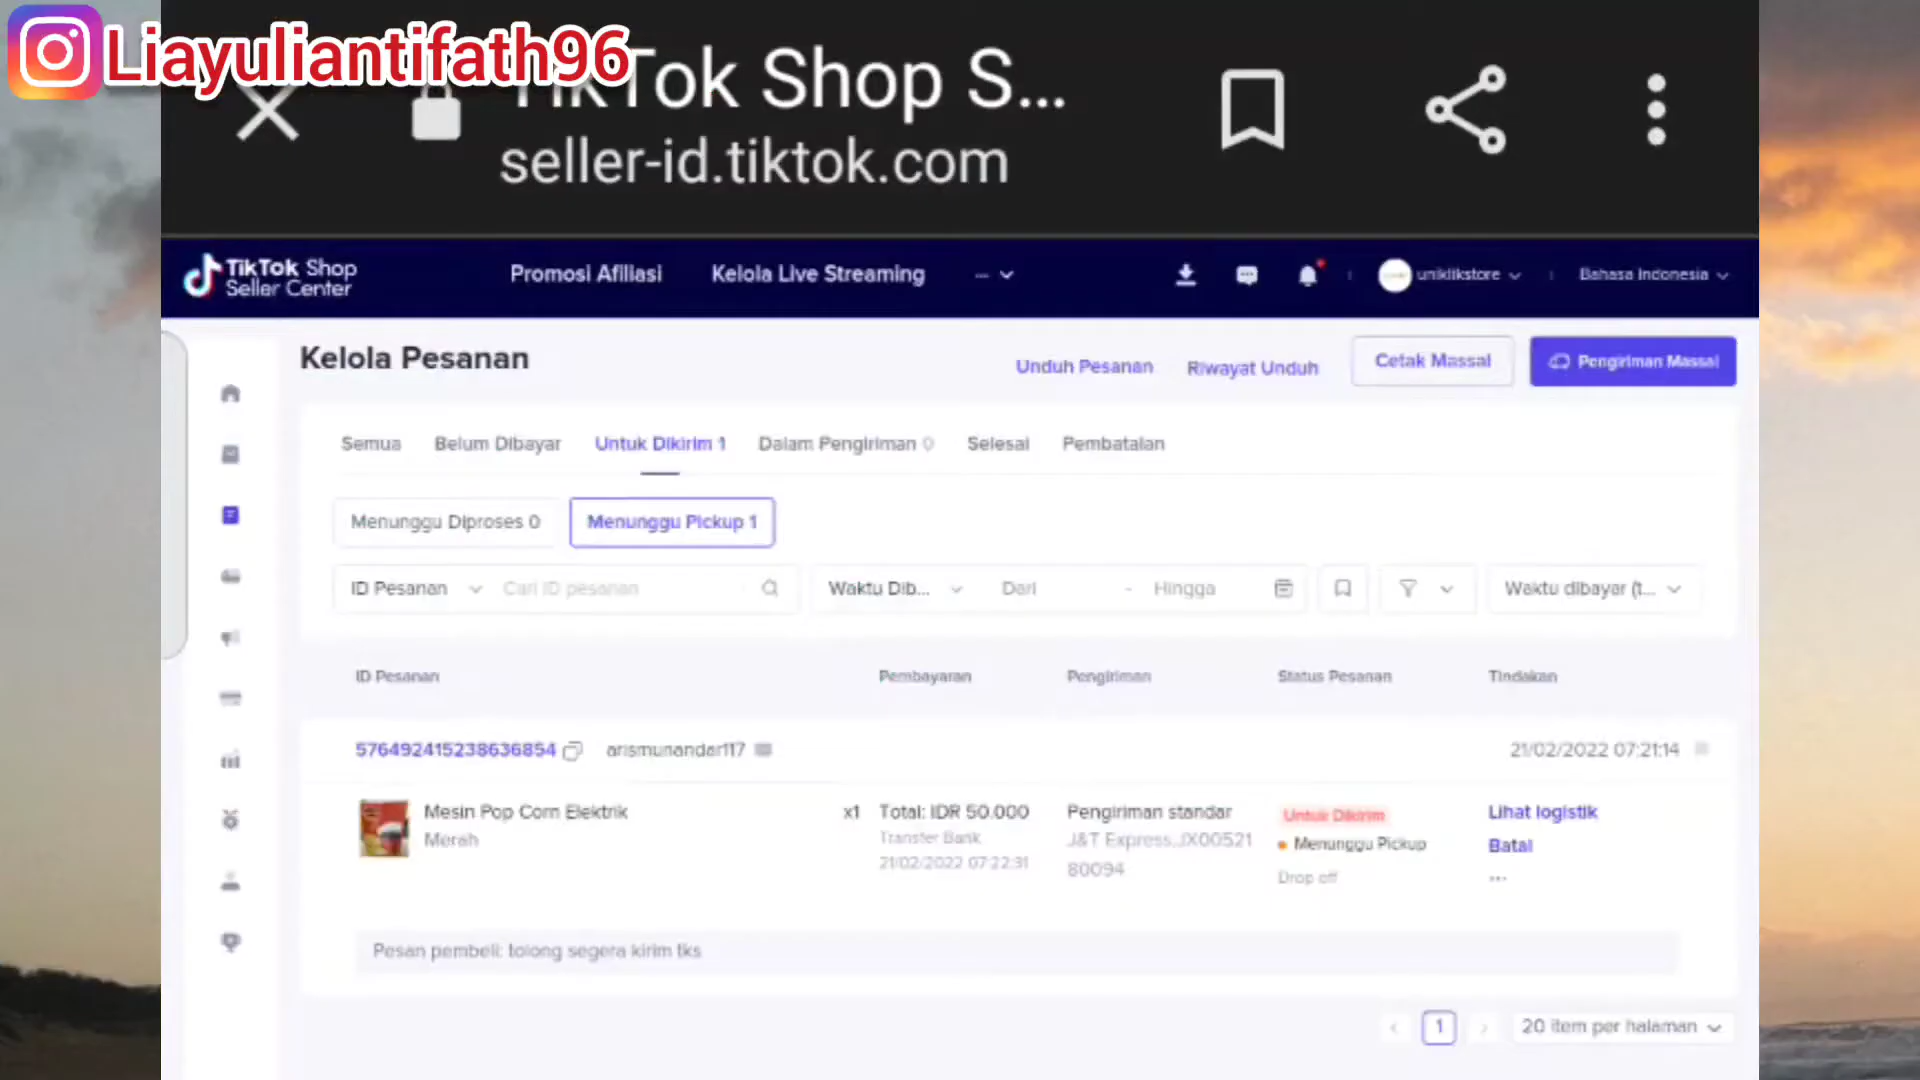 Liayuliantifath96
TikTok Shop S...
seller-id.tiktok.com
TikTok Shop
Seller Center
Promosi Afiliasi
Kelola Live Streaming
uniklikstore
Bahasa Indonesia
Kelola Pesanan
Unduh Pesanan
Riwayat Unduh
Cetak Massal
Pengiriman Massal
Semua
Belum Dibayar
Untuk Dikirim 1
Dalam Pengiriman 0
Selesai
Pembatalan
Menunggu Diproses 0
Menunggu Pickup 1
ID Pesanan
Cari ID pesanan
Waktu Dib...
Dari
-
Hingga
Waktu dibayar (t...
ID Pesanan
Pembayaran
Pengiriman
Status Pesanan
Tindakan
576492415238636854
arismunandar117
21/02/2022 07:21:14
Mesin Pop Corn Elektrik
Merah
x1
Total: IDR 50.000
Transfer Bank
21/02/2022 07:22:31
Pengiriman standar
J&T Express, JX00521
80094
Untuk Dikirim
Menunggu Pickup
Drop off
Lihat logistik
Batal
...
Pesan pembeli: tolong segera kirim tks
1
20 item per halaman